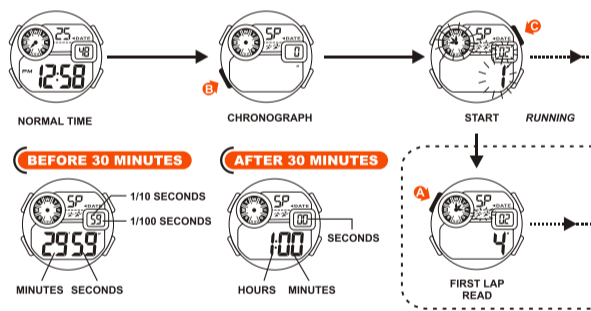 25
DATE
48
PM 12:58
NORMAL TIME
SP
DATE
0
B
CHRONOGRAPH
SP
DATE
02
1
C
START
RUNNING
BEFORE 30 MINUTES
SP
DATE
59
29 59
1/10 SECONDS
1/100 SECONDS
MINUTES SECONDS
AFTER 30 MINUTES
SP
DATE
00
1:00
SECONDS
HOURS MINUTES
A
SP
DATE
02
4
FIRST LAP
READ